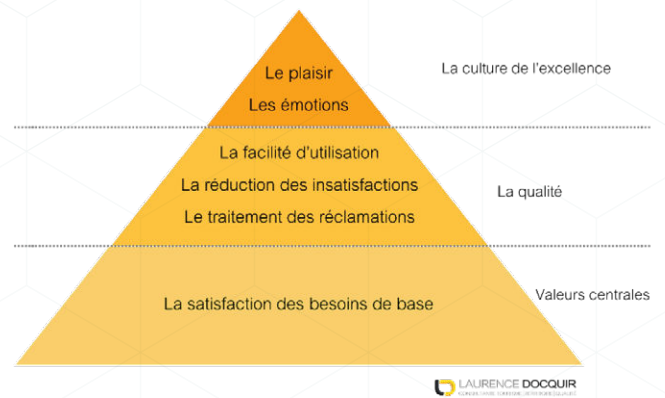 Le plaisir
La culture de l'excellence
Les émotions
La facilité d'utilisation
La réduction des insatisfactions
La qualité
Le traitement des réclamations
Valeurs centrales
La satisfaction des besoins de base
LAURENCE DOCQUIR